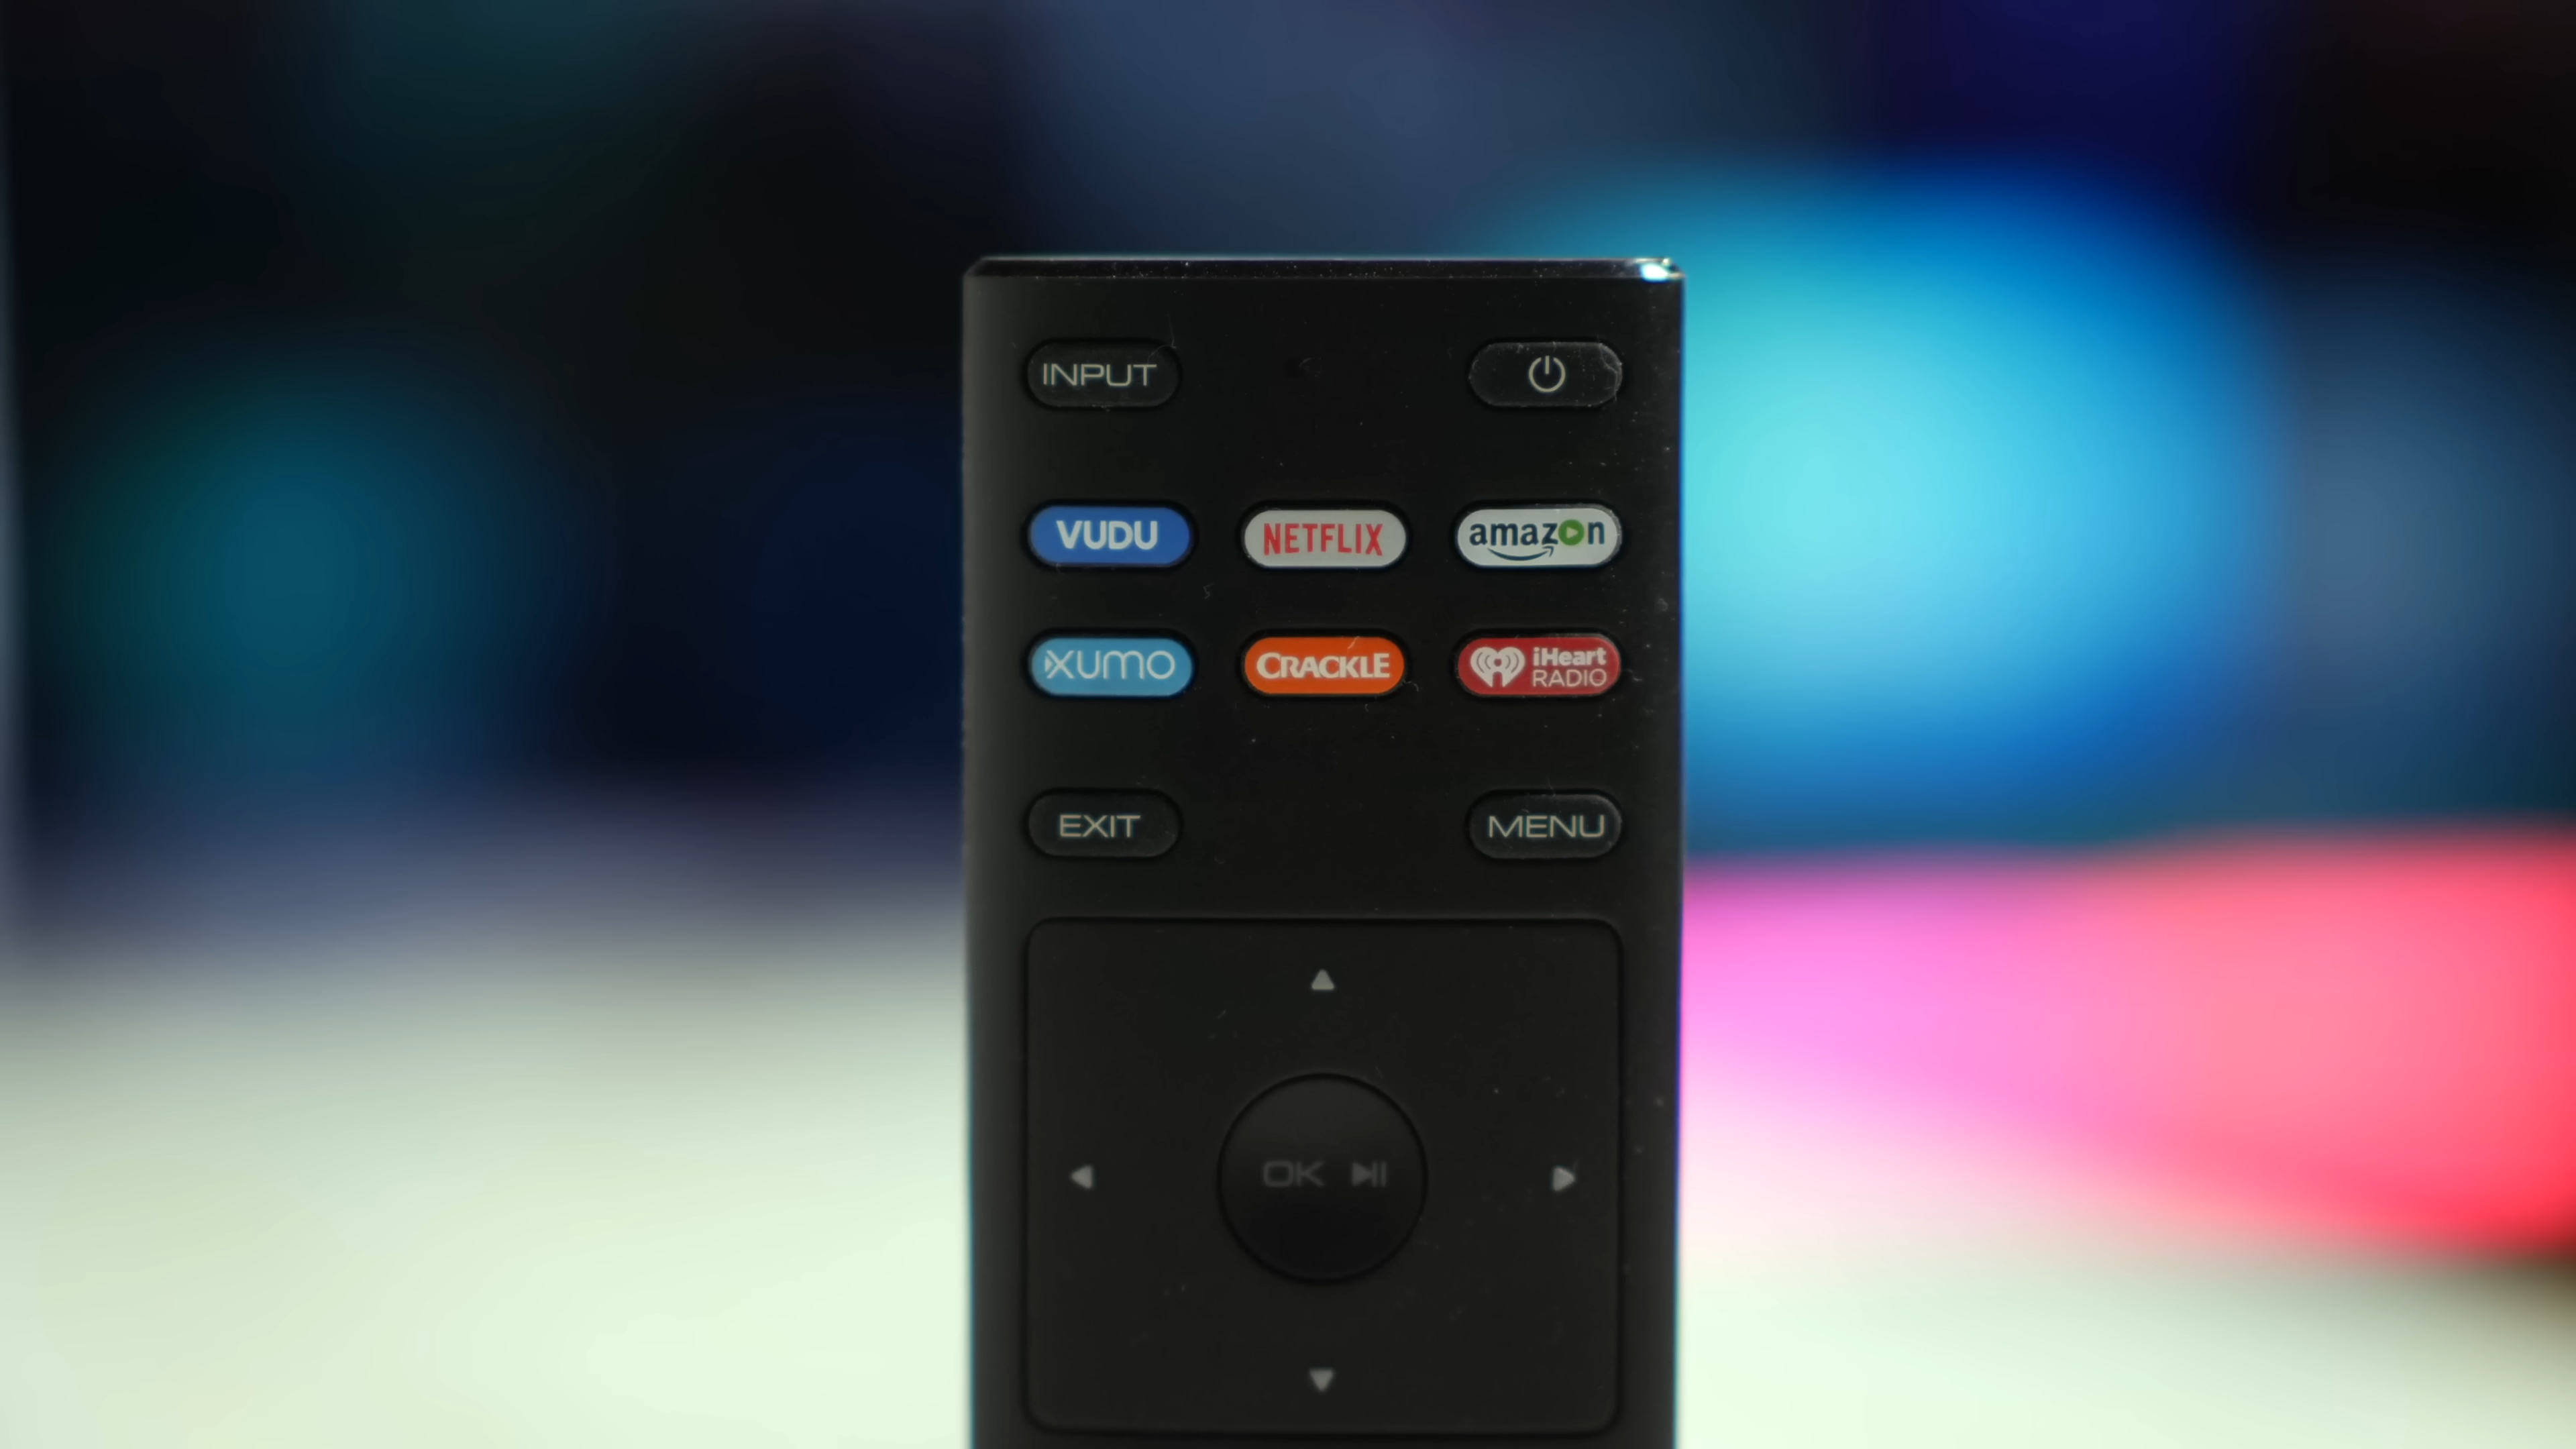 INPUT
VUDU NETFLIX amazon
XUMO CRACKLE iHeart
RADIO
EXIT MENU
OK